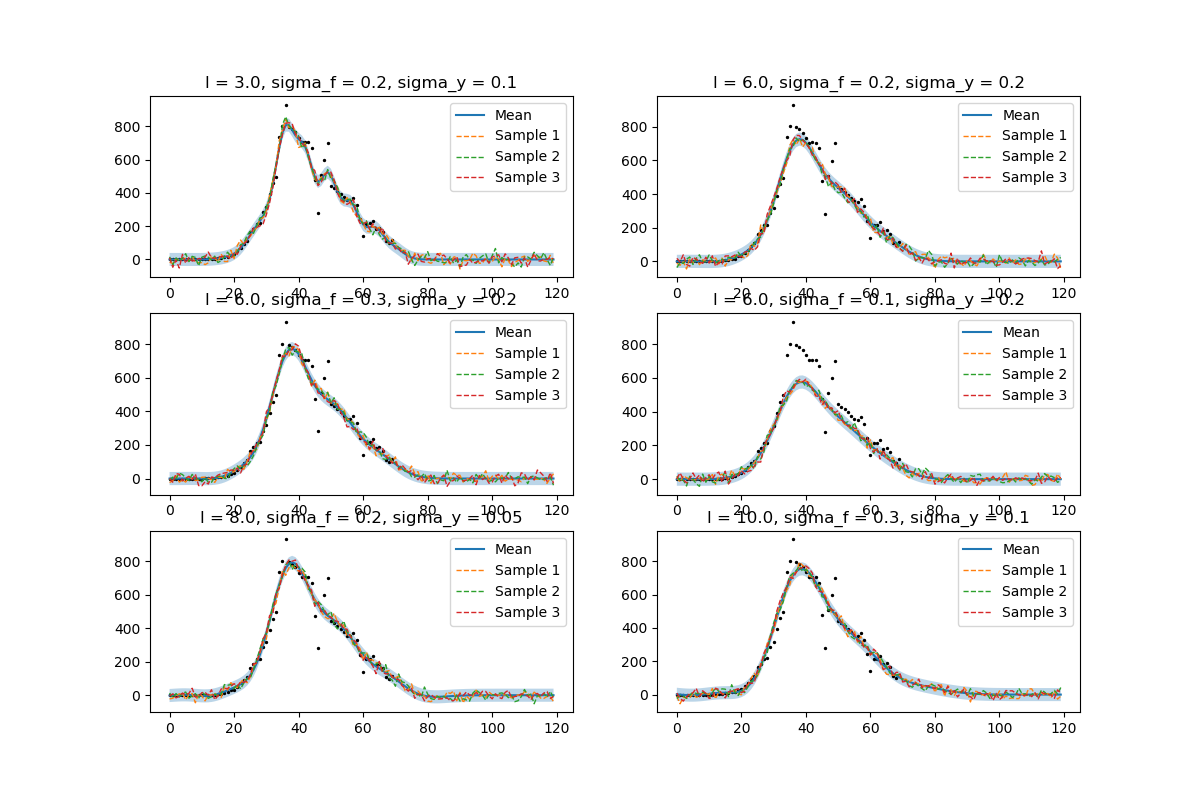 l = 3.0, sigma_f = 0.2, sigma_y = 0.1
800
600
400
200
0
0 20 40 60 80 100 120
Mean
Sample 1
Sample 2
Sample 3
l = 6.0, sigma_f = 0.2, sigma_y = 0.2
800
600
400
200
0
0 20 40 60 80 100 120
Mean
Sample 1
Sample 2
Sample 3
l = 6.0, sigma_f = 0.3, sigma_y = 0.2
800
600
400
200
0
0 20 40 60 80 100 120
Mean
Sample 1
Sample 2
Sample 3
l = 6.0, sigma_f = 0.1, sigma_y = 0.2
800
600
400
200
0
0 20 40 60 80 100 120
Mean
Sample 1
Sample 2
Sample 3
l = 8.0, sigma_f = 0.2, sigma_y = 0.05
800
600
400
200
0
0 20 40 60 80 100 120
Mean
Sample 1
Sample 2
Sample 3
l = 10.0, sigma_f = 0.3, sigma_y = 0.1
800
600
400
200
0
0 20 40 60 80 100 120
Mean
Sample 1
Sample 2
Sample 3